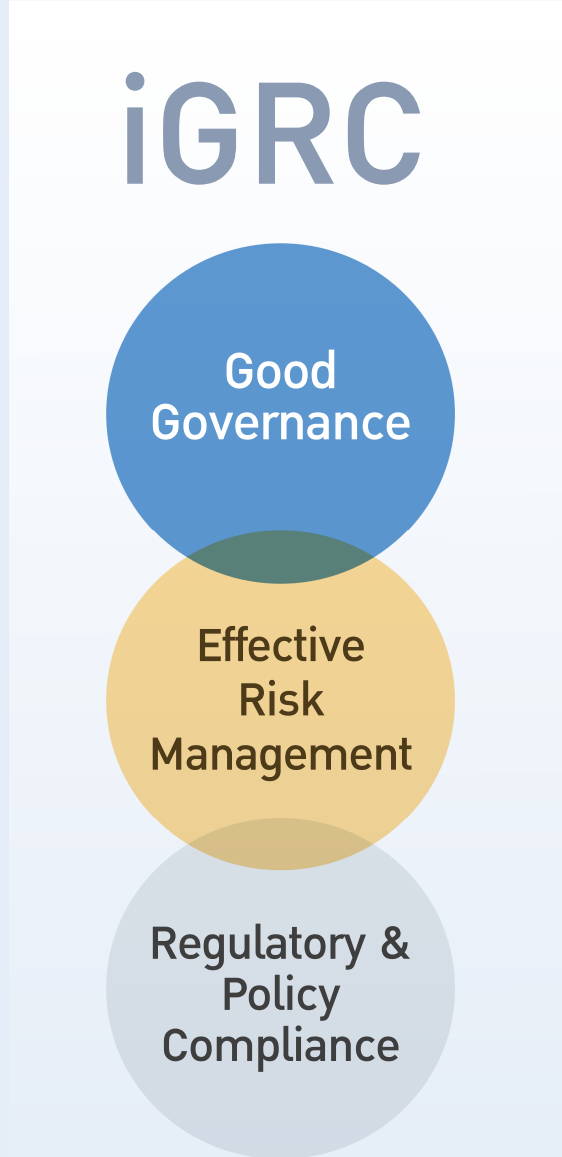 iGRC
Good
Governance
Effective
Risk
Management
Regulatory &
Policy
Compliance